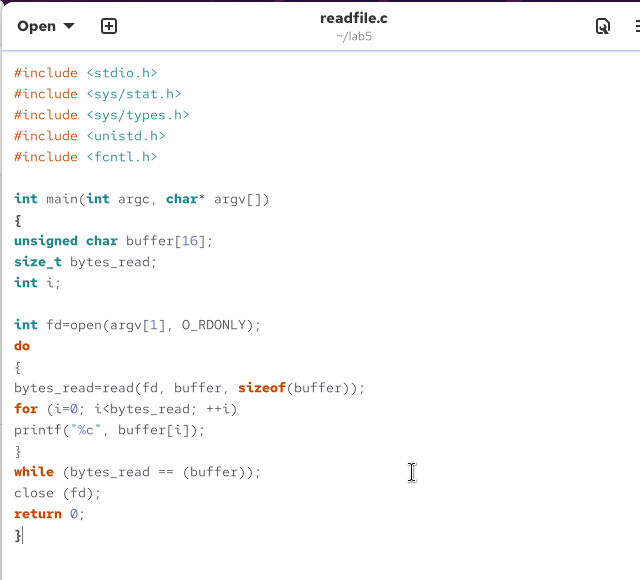 Open
readfile.c
~/lab5
#include <stdio.h>
#include <sys/stat.h>
#include <sys/types.h>
#include <unistd.h>
#include <fcntl.h>
int main(int argc, char* argv[])
{
unsigned char buffer[16];
size_t bytes_read;
int i;
int fd=open(argv[1], O_RDONLY);
do
{
bytes_read=read(fd, buffer, sizeof(buffer));
for (i=0; i<bytes_read; ++i)
printf("%c", buffer[i]);
}
while (bytes_read == (buffer));
close (fd);
return 0;
}